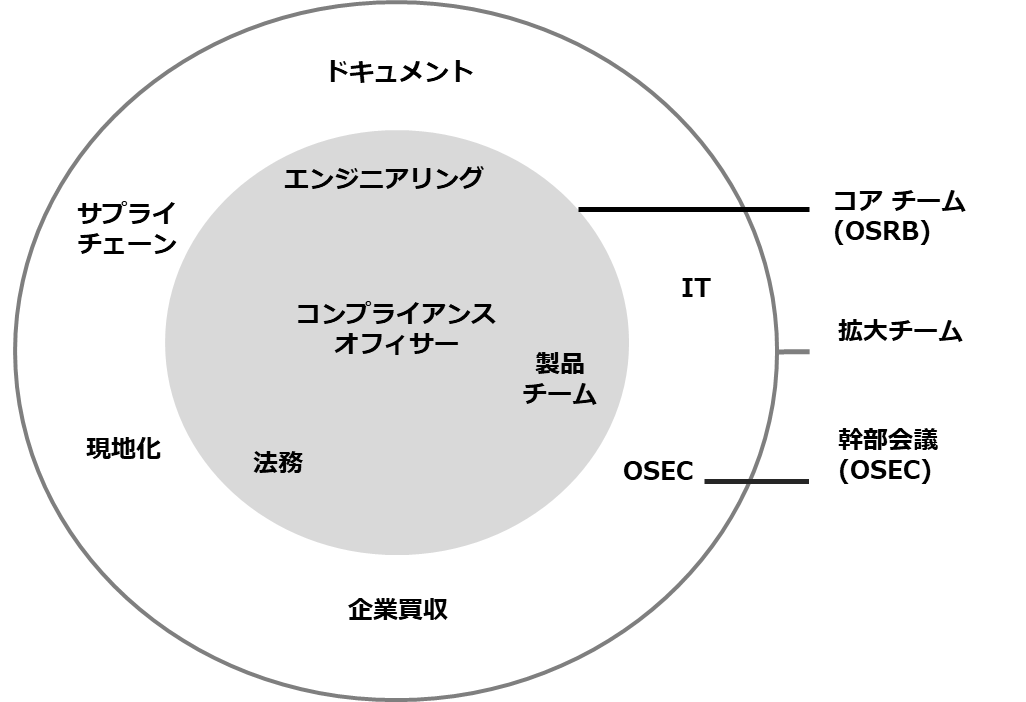 ドキュメント
エンジニアリング
サプライ
チェーン
コア チーム
(OSRB)
IT
コンプライアンス
オフィサー
拡大チーム
製品
チーム
現地化
法務
OSEC
幹部会議
(OSEC)
企業買収